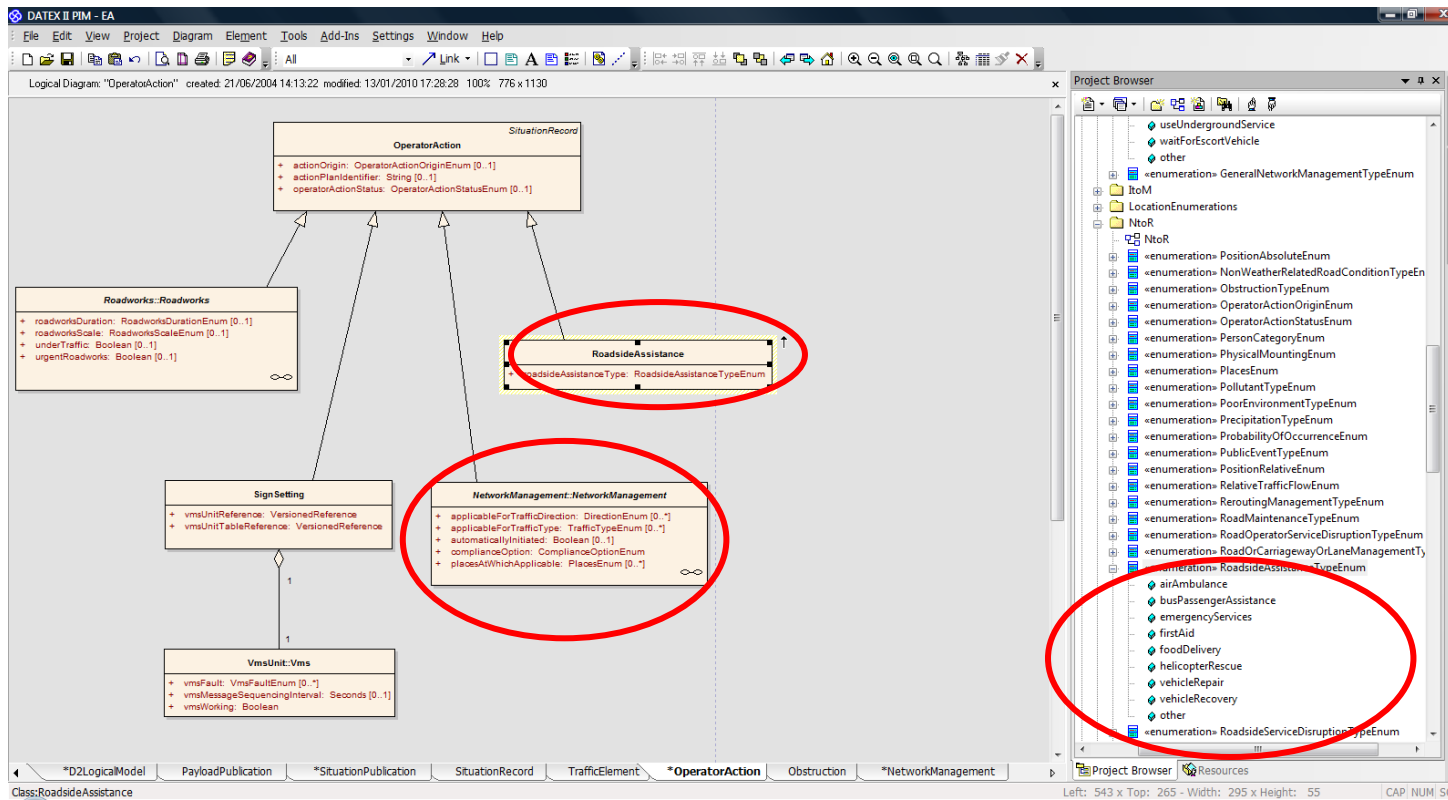 DATEX II PIM - EA
File Edit View Project Diagram Element Tools Add-Ins Settings Window Help
All
Link
Logical Diagram: "OperatorAction" created: 21/06/2004 14:13:22 modified: 13/01/2010 17:28:28 100% 776 x 1130
SituationRecord
OperatorAction
+ actionOrigin: OperatorActionOriginEnum [0..1]
+ actionPlanIdentifier: String [0..1]
+ operatorActionStatus: OperatorActionStatusEnum [0..1]
Roadworks::Roadworks
+ roadworksDuration: RoadworksDurationEnum [0..1]
+ roadworksScale: RoadworksScaleEnum [0..1]
+ underTraffic: Boolean [0..1]
+ urgentRoadworks: Boolean [0..1]
RoadsideAssistance
+ roadsideAssistanceType: RoadsideAssistanceTypeEnum
SignSetting
+ vmsUnitReference: VersionedReference
+ vmsUnitTableReference: VersionedReference
NetworkManagement::NetworkManagement
+ applicableForTrafficDirection: DirectionEnum [0..*]
+ applicableForTrafficType: TrafficTypeEnum [0..*]
+ automaticallyInitiated: Boolean [0..1]
+ complianceOption: ComplianceOptionEnum
+ placesAtWhichApplicable: PlacesEnum [0..*]
1
1
VmsUnit::Vms
+ vmsFault: VmsFaultEnum [0..*]
+ vmsMessageSequencingInterval: Seconds [0..1]
+ vmsWorking: Boolean
Project Browser
useUndergroundService
waitForEscortVehicle
other
«enumeration» GeneralNetworkManagementTypeEnum
ItoM
LocationEnumerations
NtoR
NtoR
«enumeration» PositionAbsoluteEnum
«enumeration» NonWeatherRelatedRoadConditionTypeEn
«enumeration» ObstructionTypeEnum
«enumeration» OperatorActionOriginEnum
«enumeration» OperatorActionStatusEnum
«enumeration» PersonCategoryEnum
«enumeration» PhysicalMountingEnum
«enumeration» PlacesEnum
«enumeration» PollutantTypeEnum
«enumeration» PoorEnvironmentTypeEnum
«enumeration» PrecipitationTypeEnum
«enumeration» ProbabilityOfOccurrenceEnum
«enumeration» PublicEventTypeEnum
«enumeration» PositionRelativeEnum
«enumeration» RelativeTrafficFlowEnum
«enumeration» ReroutingManagementTypeEnum
«enumeration» RoadMaintenanceTypeEnum
«enumeration» RoadOperatorServiceDisruptionTypeEnum
«enumeration» RoadOrCarriagewayOrLaneManagementTy
«enumeration» RoadsideAssistanceTypeEnum
airAmbulance
busPassengerAssistance
emergencyServices
firstAid
foodDelivery
helicopterRescue
vehicleRepair
vehicleRecovery
other
«enumeration» RoadsideServiceDisruptionTypeEnum
*D2LogicalModel PayloadPublication *SituationPublication SituationRecord TrafficElement *OperatorAction Obstruction *NetworkManagement
Project Browser Resources
Class:RoadsideAssistance
Left: 543 x Top: 265 - Width: 295 x Height: 55
CAP NUM